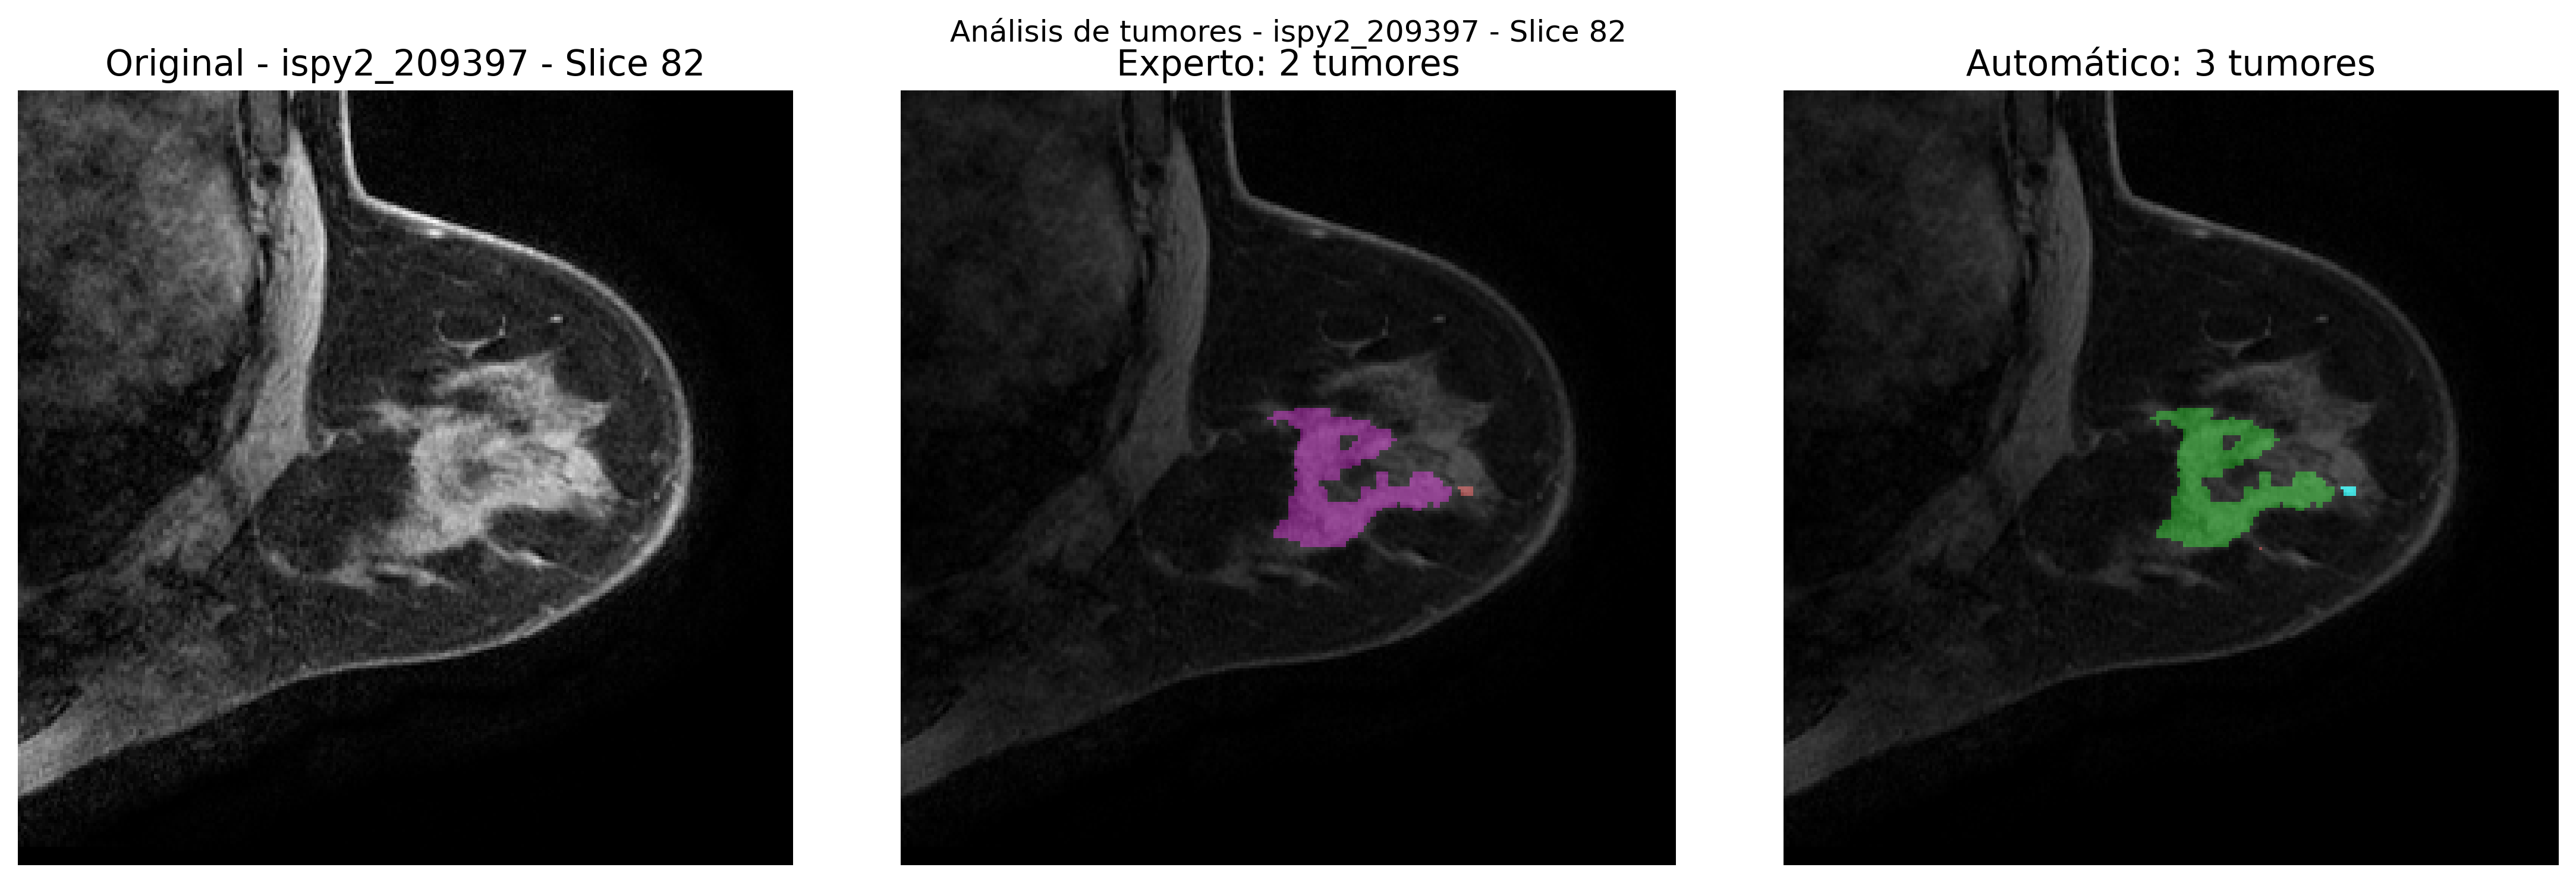 Análisis de tumores - ispy2_209397 - Slice 82
Original - ispy2_209397 - Slice 82
Experto: 2 tumores
Automático: 3 tumores